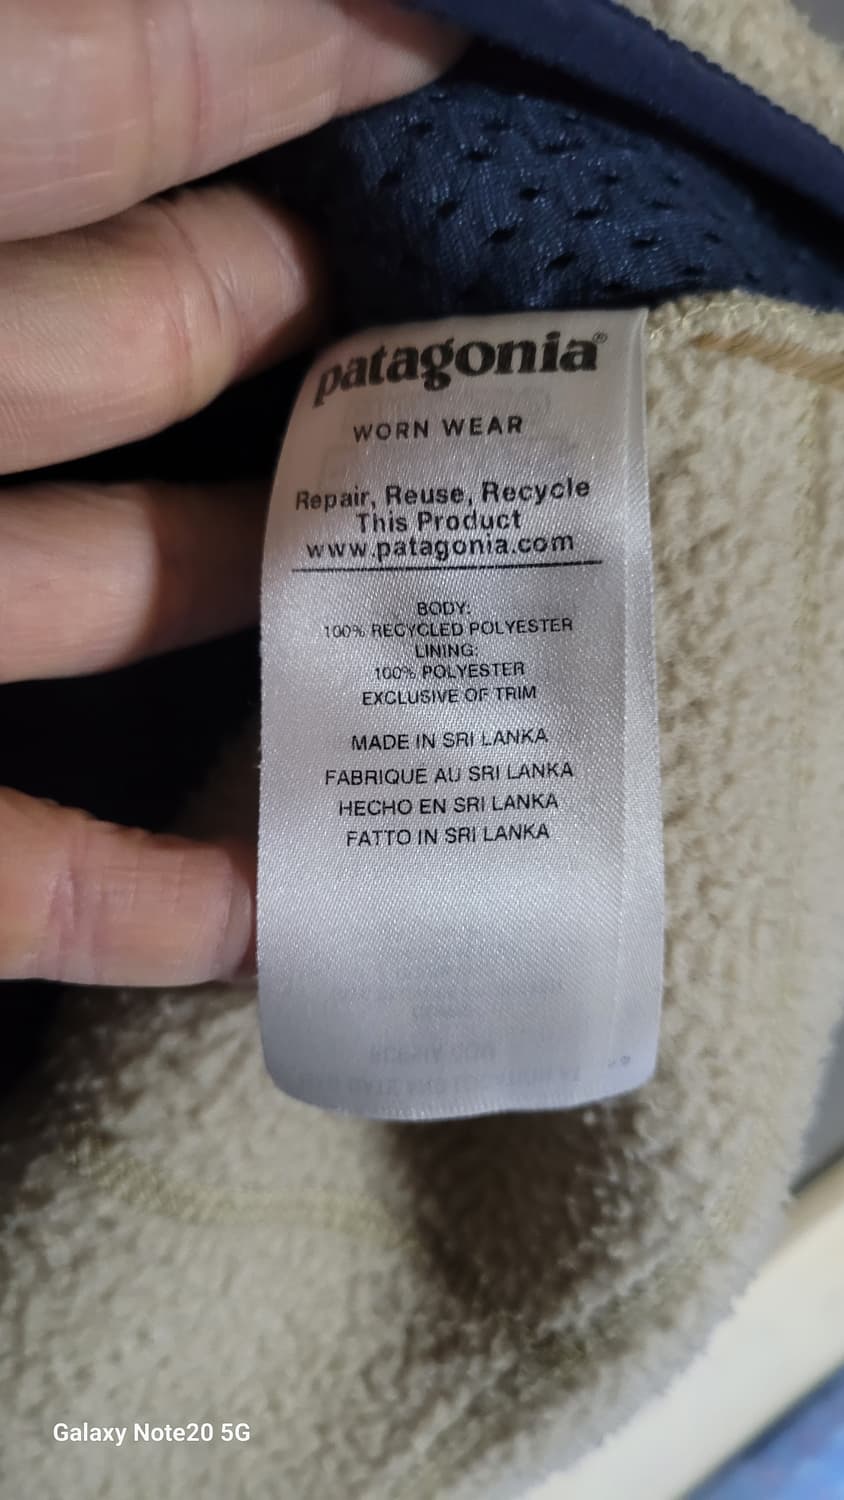 patagonia®
WORN WEAR
Repair, Reuse, Recycle
This Product
www.patagonia.com
BODY:
100% RECYCLED POLYESTER
LINING:
100% POLYESTER
EXCLUSIVE OF TRIM
MADE IN SRI LANKA
FABRIQUE AU SRI LANKA
HECHO EN SRI LANKA
FATTO IN SRI LANKA
Galaxy Note20 5G